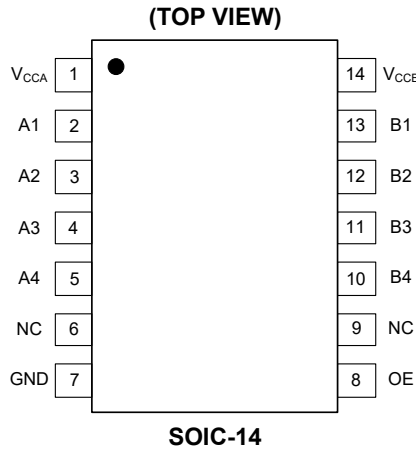 (TOP VIEW)
VCCA 1 14 VCCB
A1 2 13 B1
A2 3 12 B2
A3 4 11 B3
A4 5 10 B4
NC 6 9 NC
GND 7 8 OE
SOIC-14